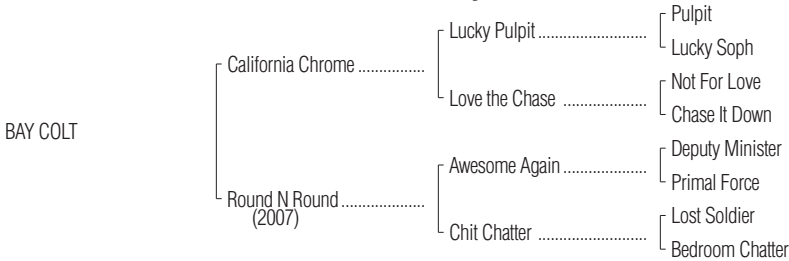 Pulpit
Lucky Pulpit ..........................
Lucky Soph
California Chrome ................
Not For Love
Love the Chase ....................
Chase It Down
BAY COLT
Deputy Minister
Awesome Again ....................
Primal Force
Round N Round ....................
(2007)
Lost Soldier
Chit Chatter ..........................
Bedroom Chatter